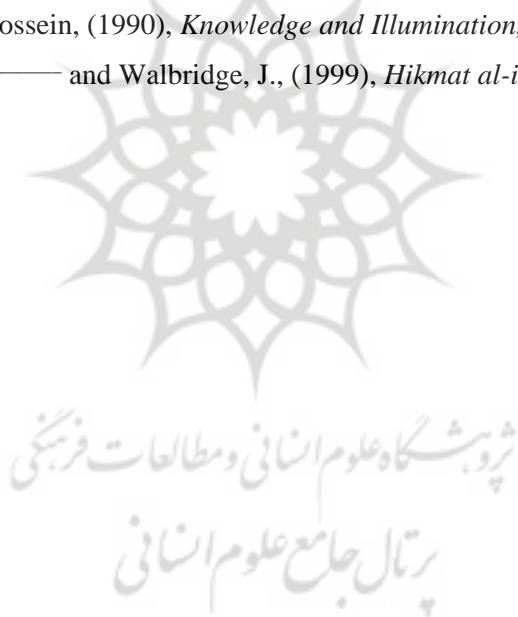 ossein, (1990), Knowledge and Illumination,
——— and Walbridge, J., (1999), Hikmat al-i
پژوهشگاه علوم انسانی و مطالعات فرهنگی
پرتال جامع علوم انسانی